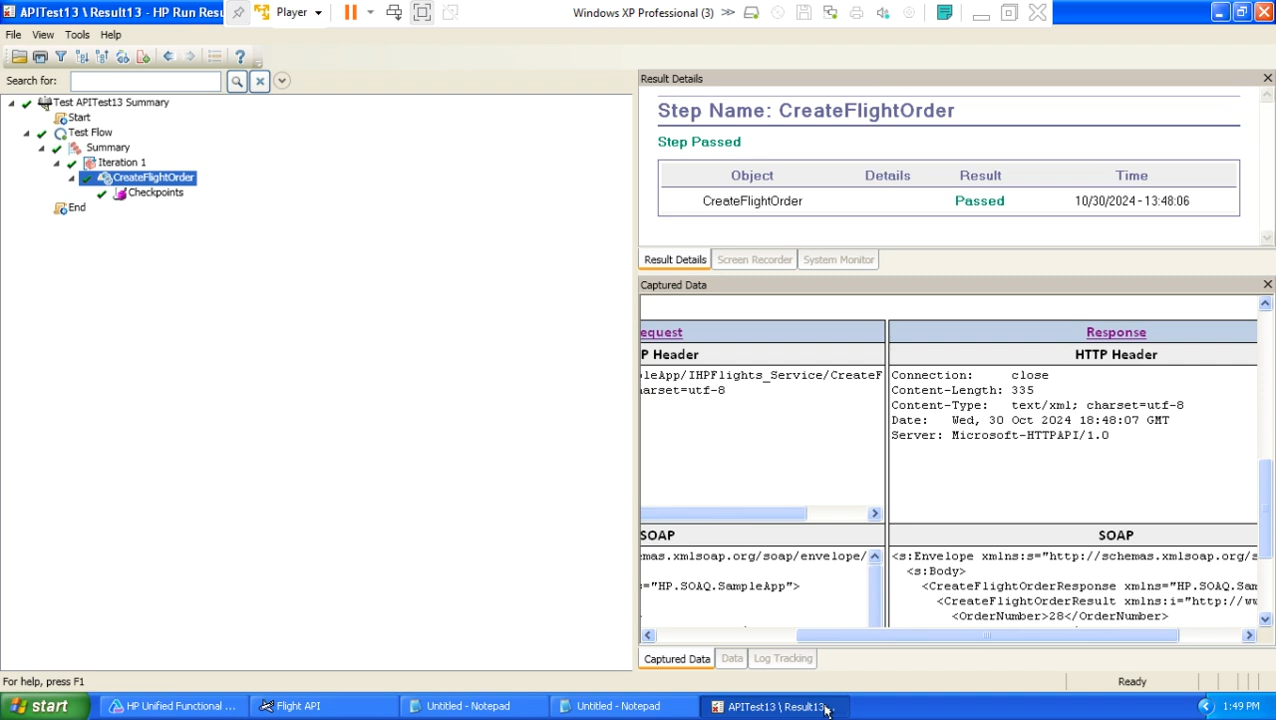 APITest13 \ Result13 - HP Run Resu
Player
Windows XP Professional (3)
File View Tools Help
Search for:
Test APITest13 Summary
Start
Test Flow
Summary
Iteration 1
CreateFlightOrder
Checkpoints
End
Result Details
Step Name: CreateFlightOrder
Step Passed
Object Details Result Time
CreateFlightOrder Passed 10/30/2024 - 13:48:06
Result Details Screen Recorder System Monitor
Captured Data
equest Response
P Header HTTP Header
leApp/IHPFlights_Service/CreateF Connection: close
harset=utf-8 Content-Length: 335
Content-Type: text/xml; charset=utf-8
Date: Wed, 30 Oct 2024 18:48:07 GMT
Server: Microsoft-HTTPAPI/1.0
SOAP SOAP
emas.xmlsoap.org/soap/envelope/ <s:Envelope xmlns:s="http://schemas.xmlsoap.org/s
<s:Body>
s="HP.SOAQ.SampleApp"> <CreateFlightOrderResponse xmlns="HP.SOAQ.Sam
<CreateFlightOrderResult xmlns:i="http://ww
<OrderNumber>28</OrderNumber>
Captured Data Data Log Tracking
For help, press F1 Ready
start HP Unified Functional ... Flight API Untitled - Notepad Untitled - Notepad APITest13 \ Result13... 1:49 PM